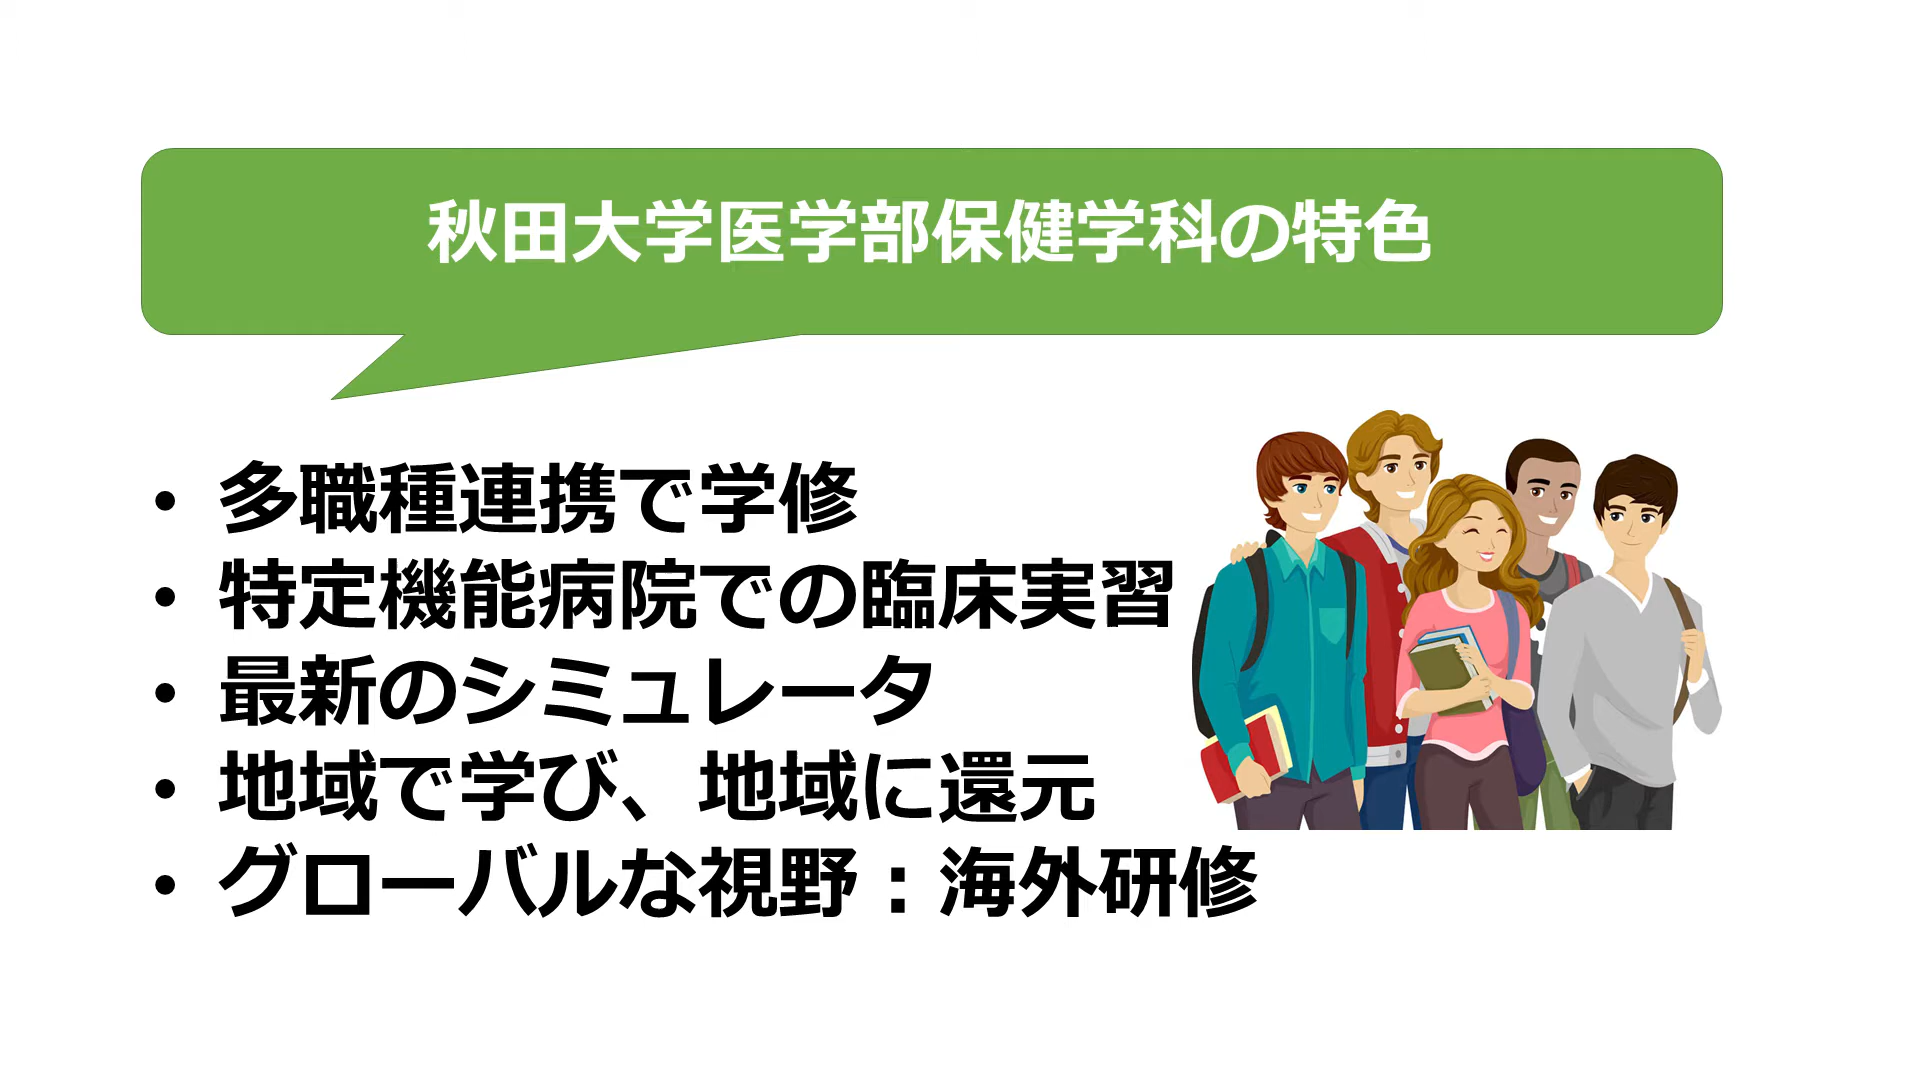 秋田大学医学部保健学科の特色
• 多職種連携で学修
• 特定機能病院での臨床実習
• 最新のシミュレータ
• 地域で学び、地域に還元
• グローバルな視野：海外研修